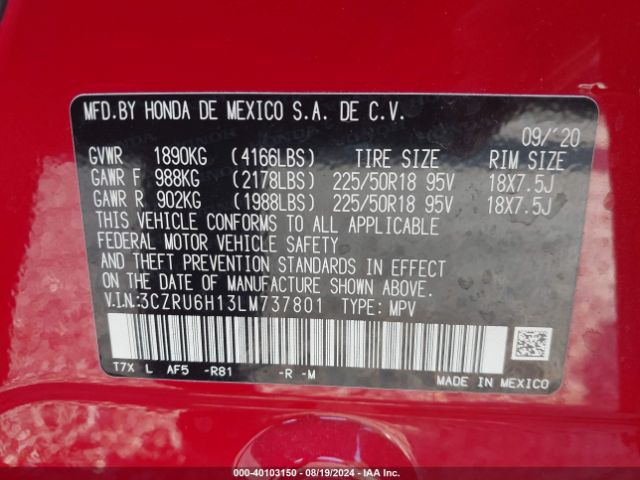 MFD.BY HONDA DE MEXICO S.A. DE C.V.
09/'20
GVWR 1890KG (4166LBS) TIRE SIZE RIM SIZE
GAWR F 988KG (2178LBS) 225/50R18 95V 18X7.5J
GAWR R 902KG (1988LBS) 225/50R18 95V 18X7.5J
THIS VEHICLE CONFORMS TO ALL APPLICABLE
FEDERAL MOTOR VEHICLE SAFETY
AND THEFT PREVENTION STANDARDS IN EFFECT
ON THE DATE OF MANUFACTURE SHOWN ABOVE.
V.IN.:3CZRU6H13LM737801 TYPE: MPV
T7X L AF5 -R81 -R -M
MADE IN MEXICO
000-40103150 - 08/19/2024 - IAA Inc.